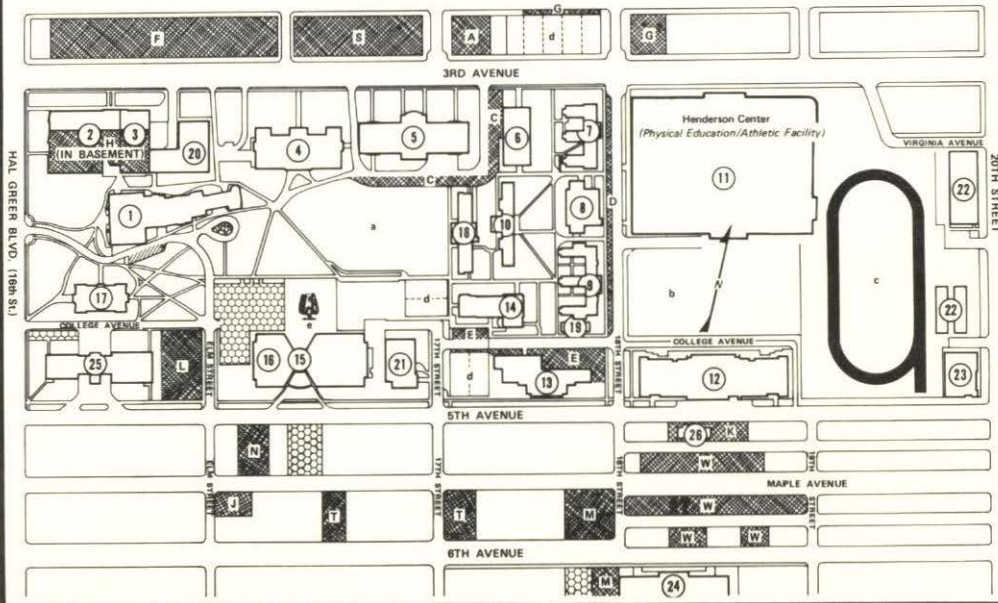 G
F
S
A
d
G
3RD AVENUE
Henderson Center
(Physical Education/Athletic Facility)
VIRGINIA AVENUE
HAL GREER BLVD. (16th St.)
20TH STREET
2
3
H
(IN BASEMENT)
20
4
5
C
6
7
D
11
22
1
C
a
18
10
8
17
d
14
9
19
b
N
c
22
COLLEGE AVENUE
e
E
COLLEGE AVENUE
25
L
ELM STREET
16
15
21
17TH STREET
d
13
E
18TH STREET
12
23
5TH AVENUE
N
26
K
W
ELM STREET
17TH STREET
18TH STREET
19TH STREET
MAPLE AVENUE
J
T
T
M
W
W
W
6TH AVENUE
M
24